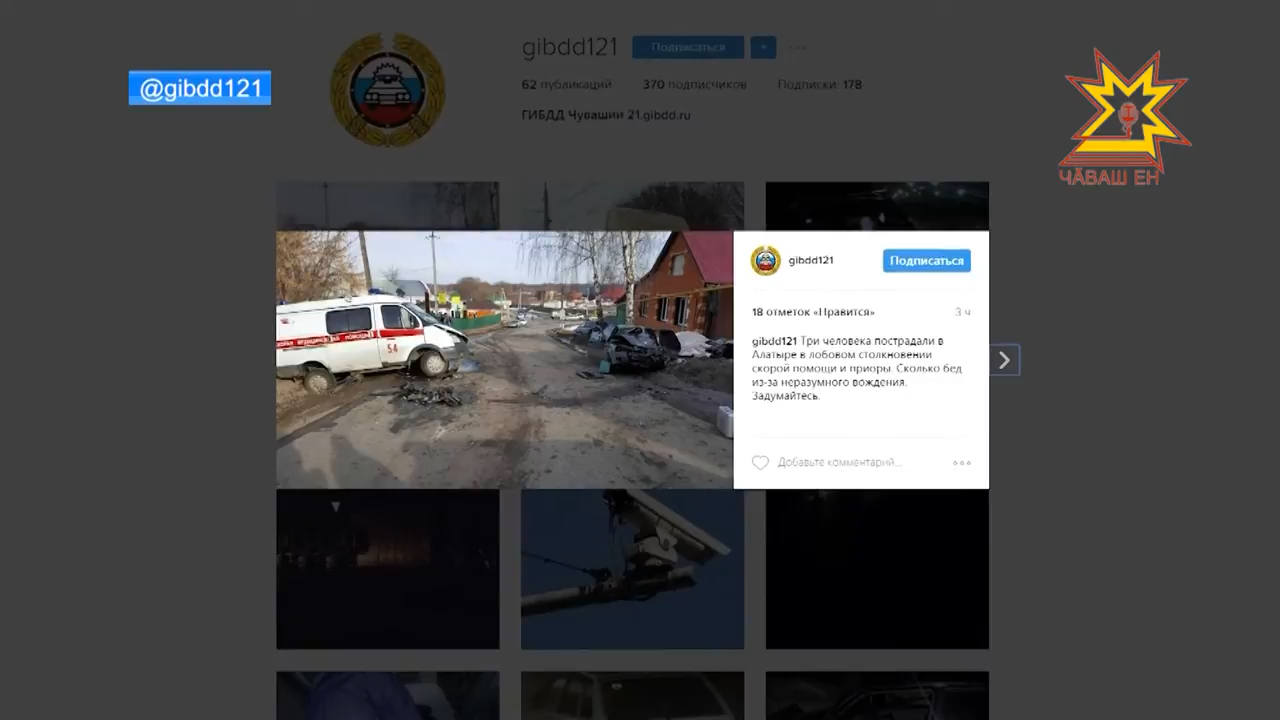 gibdd121 Подписаться
@gibdd121
62 публикаций 370 подписчиков Подписки: 178
ГИБДД Чувашии 21.gibdd.ru
ЧӐВАШ ЕН
gibdd121 Подписаться
18 отметок «Нравится» 3 ч
gibdd121 Три человека пострадали в
Алатыре в лобовом столкновении
скорой помощи и приоры. Сколько бед
из-за неразумного вождения.
Задумайтесь.
Добавьте комментарий...
54